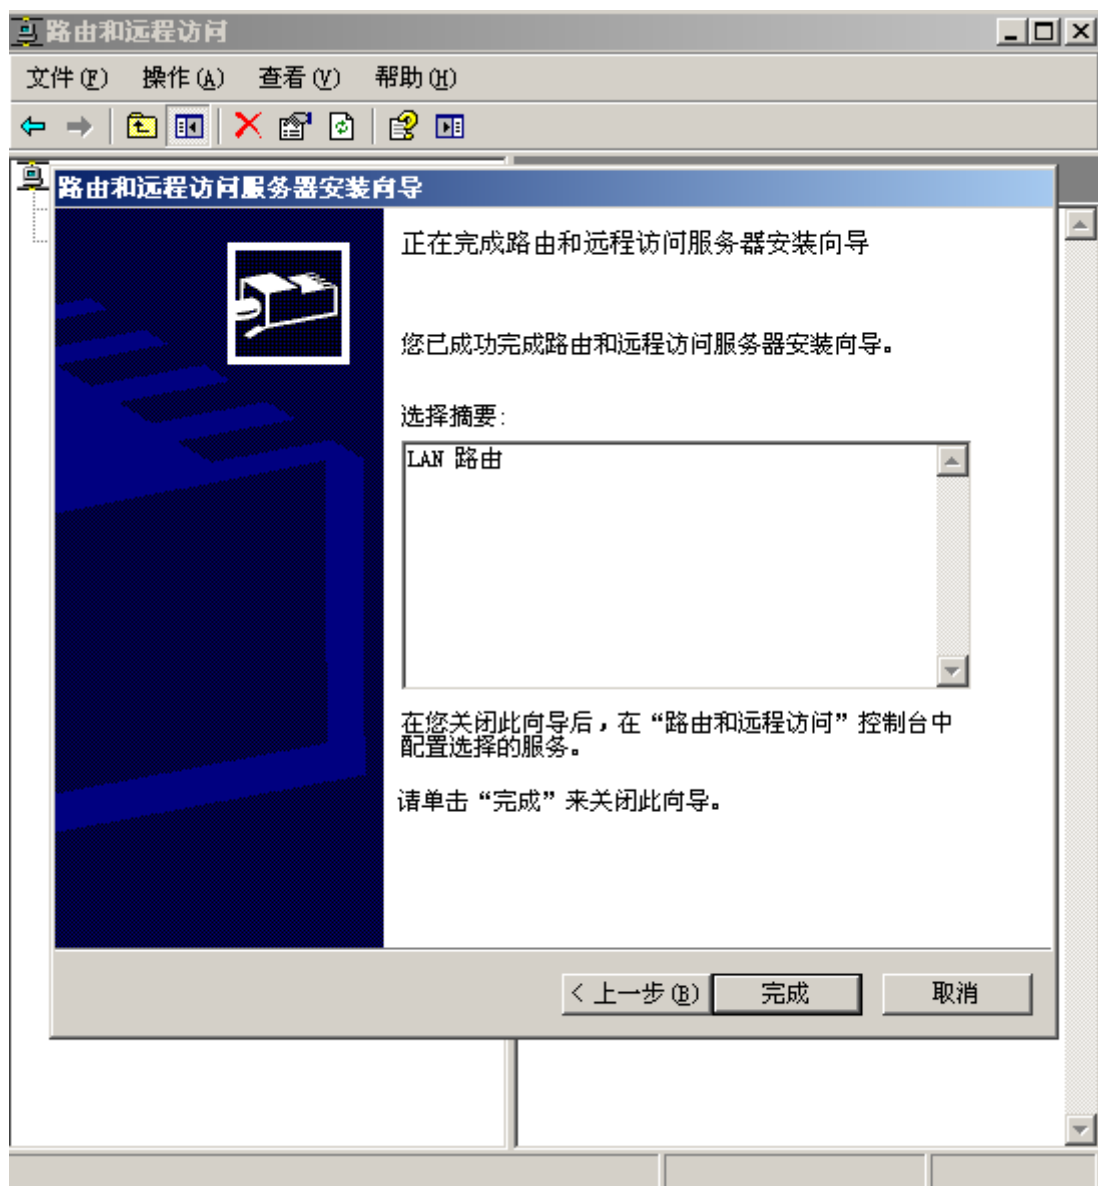 路由和远程访问
文件(F) 操作(A) 查看(V) 帮助(H)
路由和远程访问服务器安装向导
正在完成路由和远程访问服务器安装向导
您已成功完成路由和远程访问服务器安装向导。
选择摘要:
LAN 路由
在您关闭此向导后，在“路由和远程访问”控制台中
配置选择的服务。
请单击“完成”来关闭此向导。
< 上一步(B) 完成 取消